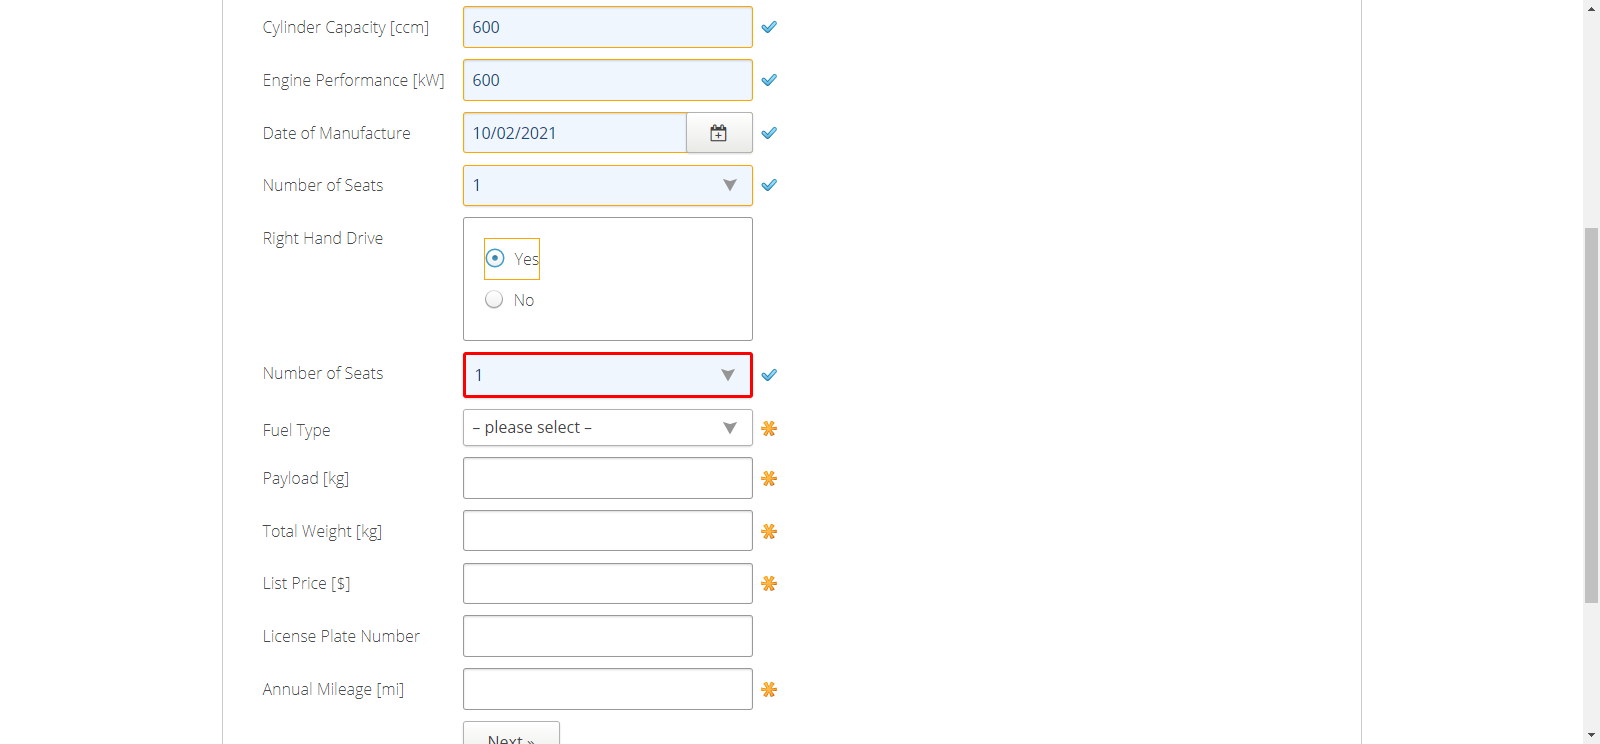 Cylinder Capacity [ccm] 600
Engine Performance [kW] 600
Date of Manufacture 10/02/2021
Number of Seats 1
Right Hand Drive
Yes
No
Number of Seats 1
Fuel Type – please select –
Payload [kg]
Total Weight [kg]
List Price [$]
License Plate Number
Annual Mileage [mi]
Next »